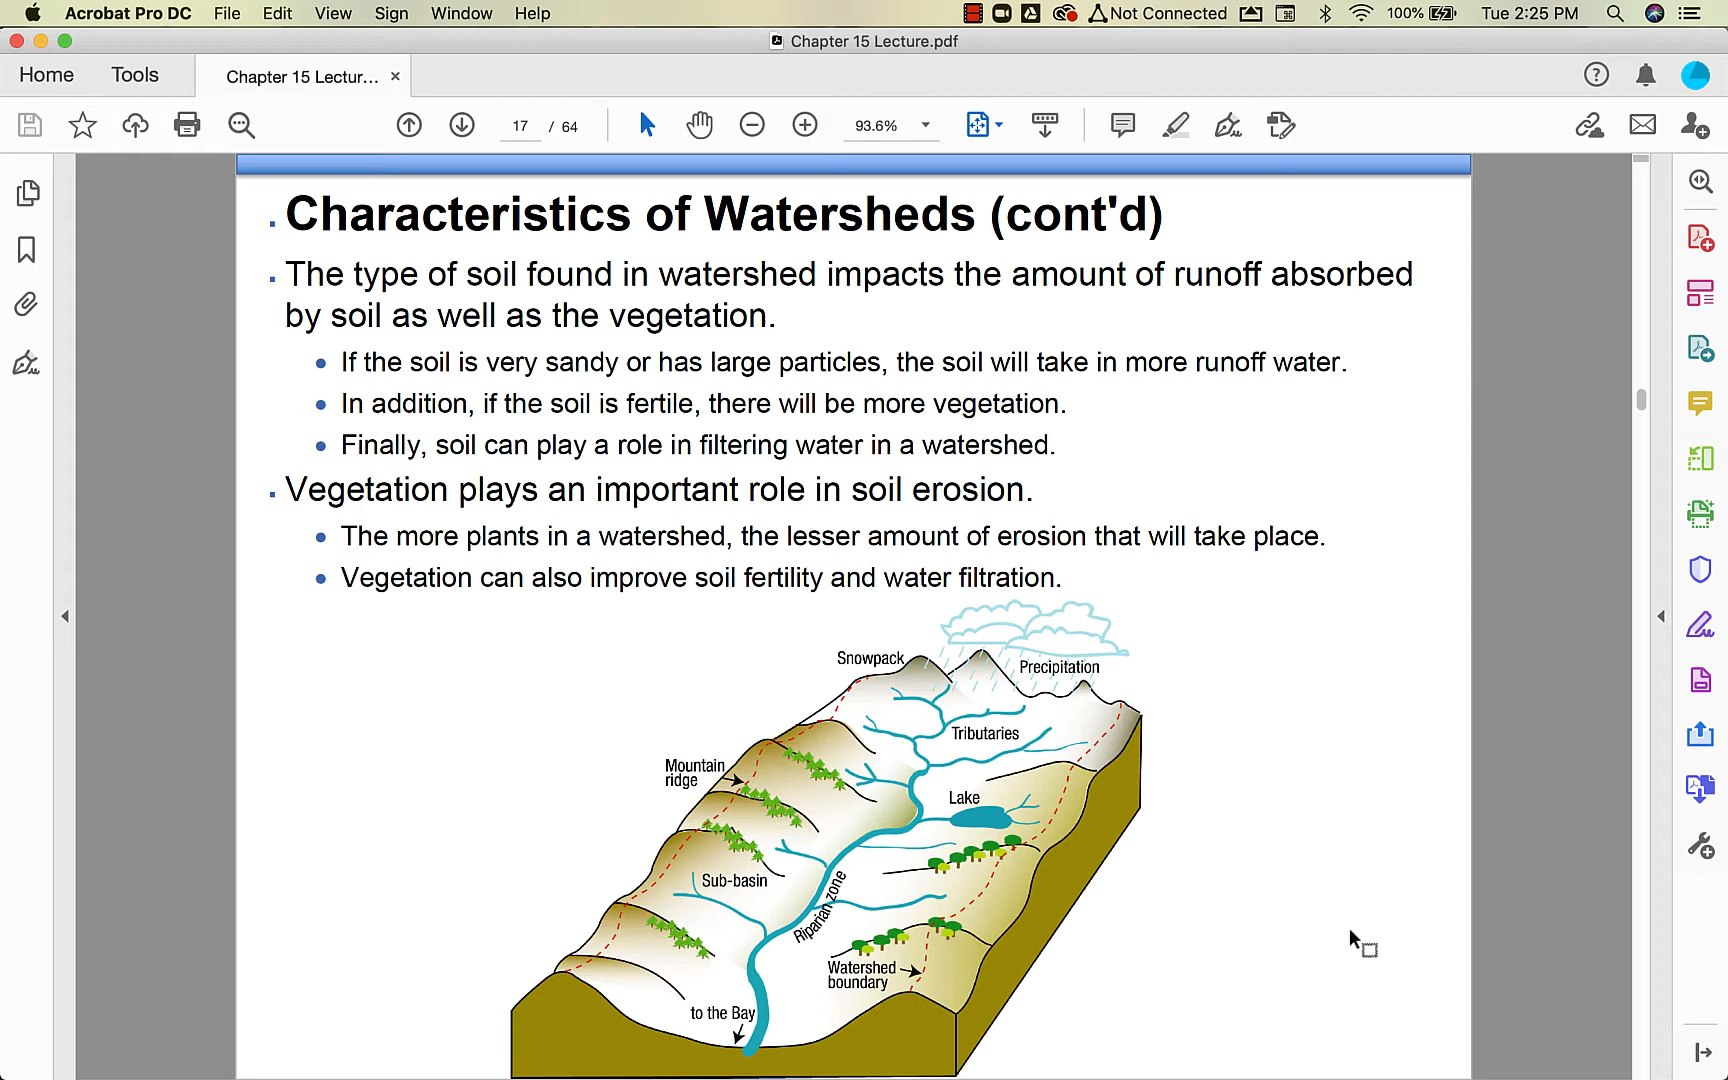 Acrobat Pro DC File Edit View Sign Window Help Not Connected 100% Tue 2:25 PM
Chapter 15 Lecture.pdf
Home Tools Chapter 15 Lectur... ×
17 / 64 93.6%
Characteristics of Watersheds (cont'd)
The type of soil found in watershed impacts the amount of runoff absorbed
by soil as well as the vegetation.
If the soil is very sandy or has large particles, the soil will take in more runoff water.
In addition, if the soil is fertile, there will be more vegetation.
Finally, soil can play a role in filtering water in a watershed.
Vegetation plays an important role in soil erosion.
The more plants in a watershed, the lesser amount of erosion that will take place.
Vegetation can also improve soil fertility and water filtration.
Snowpack
Precipitation
Tributaries
Mountain
ridge
Lake
Sub-basin
Riparian zone
Watershed
boundary
to the Bay